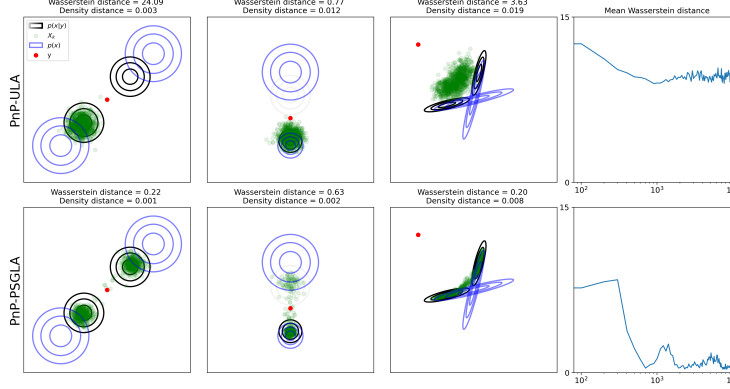 Wasserstein distance = 24.09
Density distance = 0.003
Wasserstein distance = 0.77
Density distance = 0.012
Wasserstein distance = 3.63
Density distance = 0.019
Mean Wasserstein distance
PnP-ULA
p(x|y)
X_k
p(x)
y
15
0
10²
10³
Wasserstein distance = 0.22
Density distance = 0.001
Wasserstein distance = 0.63
Density distance = 0.002
Wasserstein distance = 0.20
Density distance = 0.008
PnP-PSGLA
15
0
10²
10³